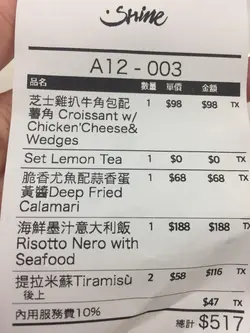 Shine
A12 - 003
品名 數量 單價 金額
芝士雞扒牛角包配 1 $98 $98 TX
薯角 Croissant w/
Chicken'Cheese&
Wedges
Set Lemon Tea 1 $0 $0 TX
脆香尤魚配蒜香蛋 1 $68 $68 TX
黃醬Deep Fried
Calamari
海鮮墨汁意大利飯 1 $188 $188 TX
Risotto Nero with
Seafood
提拉米蘇Tiramisù 2 $58 $116 TX
後上
$47 TX
內用服務費10%
總計 $517